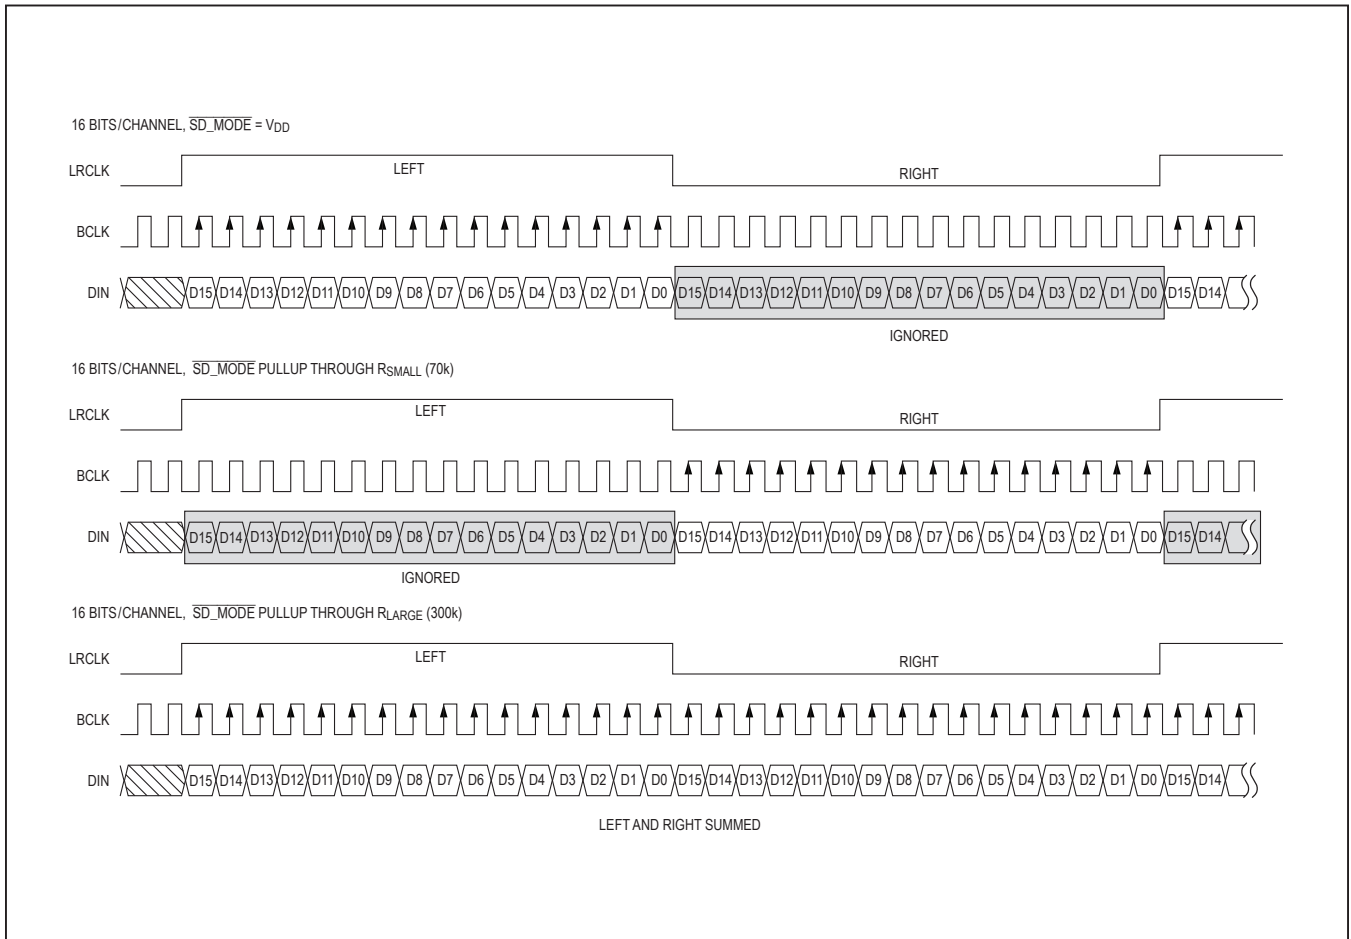 16 BITS/CHANNEL, SD_MODE = VDD
LRCLK LEFT RIGHT
BCLK
DIN D15 D14 D13 D12 D11 D10 D9 D8 D7 D6 D5 D4 D3 D2 D1 D0 D15 D14 D13 D12 D11 D10 D9 D8 D7 D6 D5 D4 D3 D2 D1 D0 D15 D14
IGNORED
16 BITS/CHANNEL, SD_MODE PULLUP THROUGH RSMALL (70k)
LRCLK LEFT RIGHT
BCLK
DIN D15 D14 D13 D12 D11 D10 D9 D8 D7 D6 D5 D4 D3 D2 D1 D0 D15 D14 D13 D12 D11 D10 D9 D8 D7 D6 D5 D4 D3 D2 D1 D0 D15 D14
IGNORED
16 BITS/CHANNEL, SD_MODE PULLUP THROUGH RLARGE (300k)
LRCLK LEFT RIGHT
BCLK
DIN D15 D14 D13 D12 D11 D10 D9 D8 D7 D6 D5 D4 D3 D2 D1 D0 D15 D14 D13 D12 D11 D10 D9 D8 D7 D6 D5 D4 D3 D2 D1 D0 D15 D14
LEFT AND RIGHT SUMMED